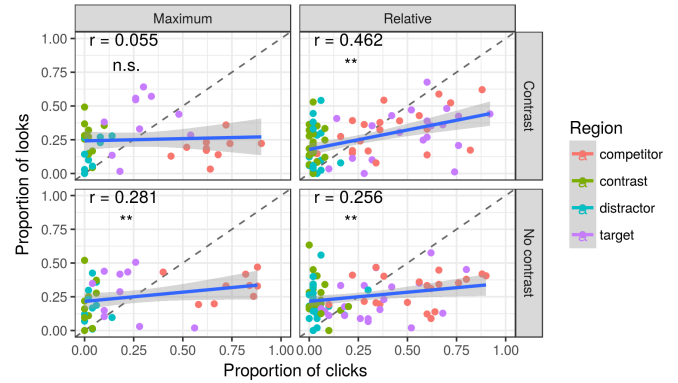 Maximum Relative
1.00 r = 0.055 r = 0.462
n.s. **
0.75
0.50
0.25
0.00
Contrast
1.00 r = 0.281 r = 0.256
** **
0.75
0.50
0.25
0.00
No contrast
0.00 0.25 0.50 0.75 1.00 0.00 0.25 0.50 0.75 1.00
Proportion of clicks
Proportion of looks
Region
competitor
contrast
distractor
target